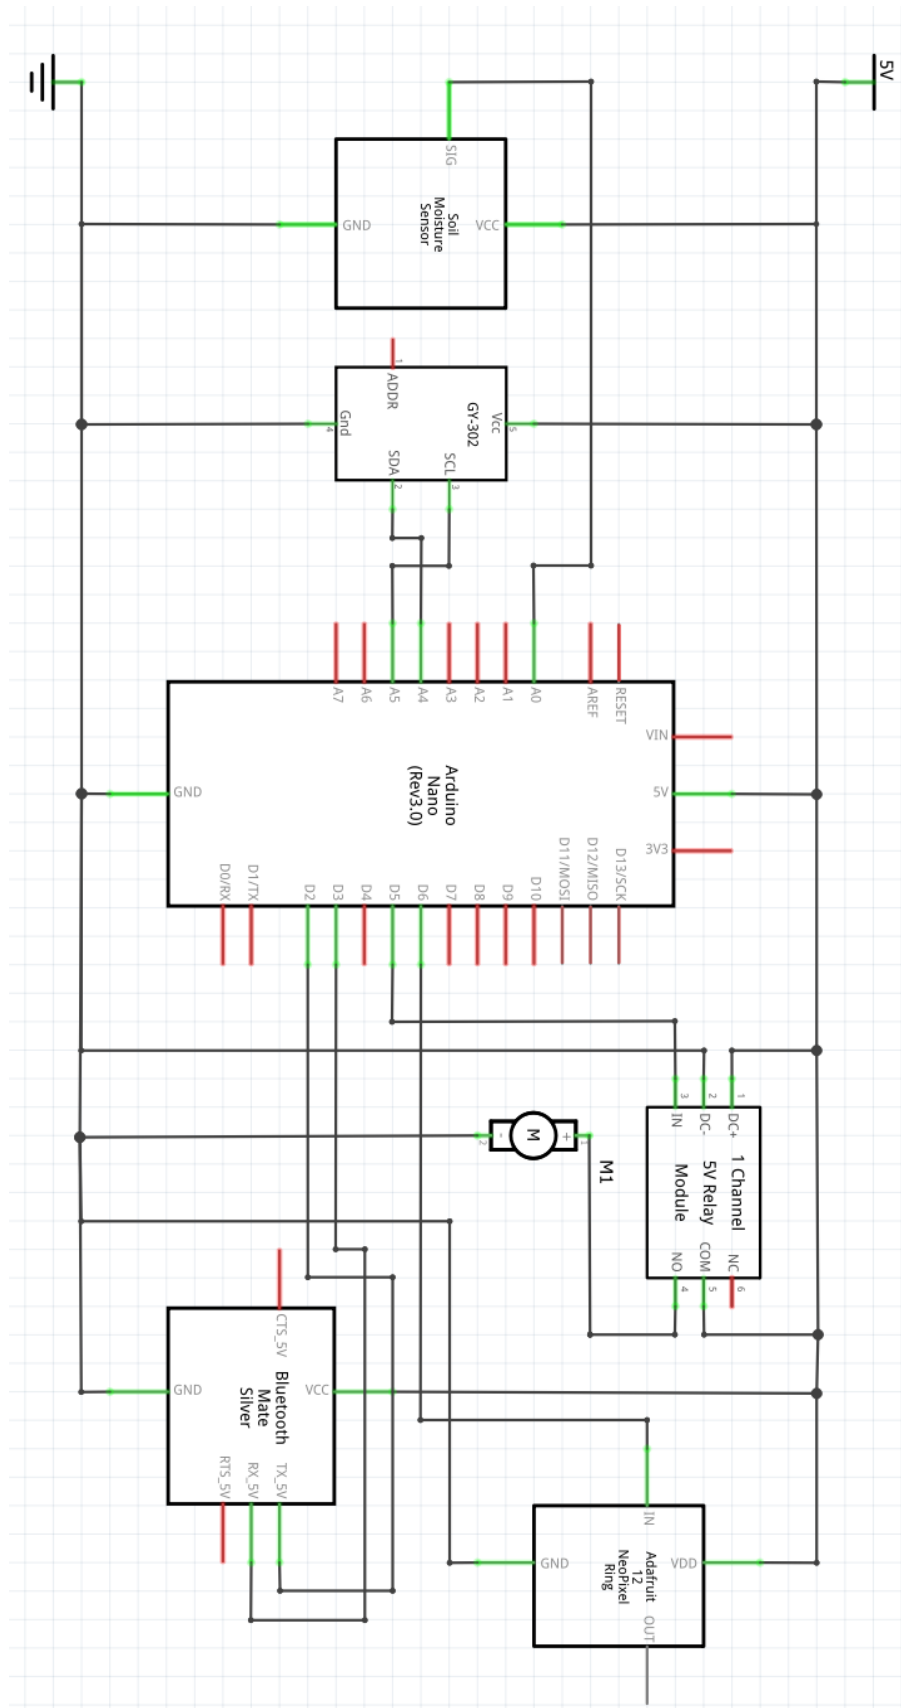 5V
SIG
Soil
Moisture
Sensor
GND
VCC
1
ADDR
GY-302
Gnd
4
Vcc
5
SDA
2
SCL
3
A7
A6
A5
A4
A3
A2
A1
A0
AREF
RESET
VIN
5V
3V3
GND
Arduino
Nano
(Rev3.0)
D0/RX
D1/TX
D2
D3
D4
D5
D6
D7
D8
D9
D10
D11/MOSI
D12/MISO
D13/SCK
3
2
1
IN
DC-
DC+
1 Channel
5V Relay
Module
NO
COM
NC
4
5
6
M
-
+
2
1
M1
CTS_5V
GND
VCC
Bluetooth
Mate
Silver
RTS_5V
RX_5V
TX_5V
IN
GND
VDD
Adafruit
12
NeoPixel
Ring
OUT